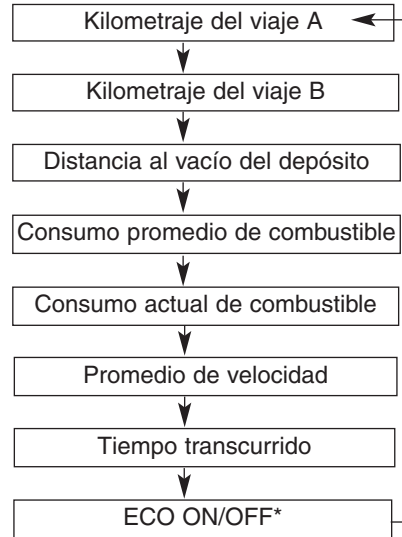 Kilometraje del viaje A
Kilometraje del viaje B
Distancia al vacío del depósito
Consumo promedio de combustible
Consumo actual de combustible
Promedio de velocidad
Tiempo transcurrido
ECO ON/OFF*